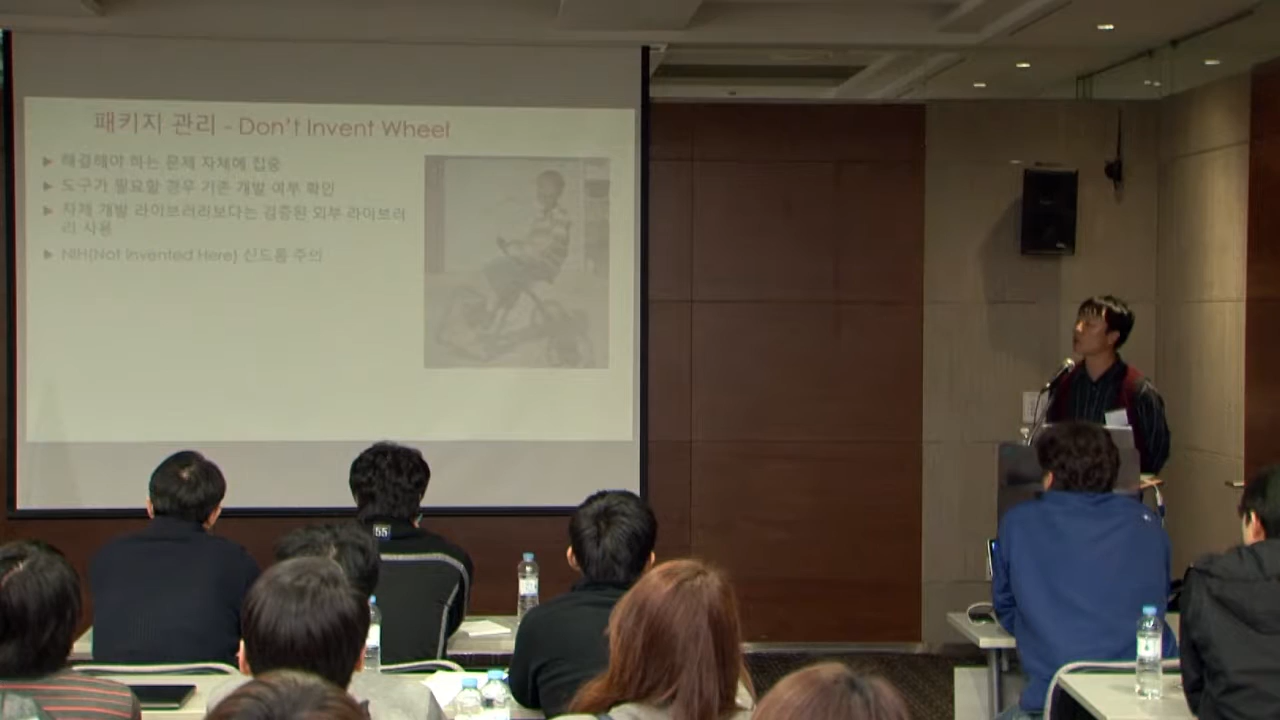 패키지 관리 - Don't Invent Wheel
해결해야 하는 문제 자체에 집중
도구가 필요할 경우 기존 개발 여부 확인
자체 개발 라이브러리보다는 검증된 외부 라이브러
리 사용
NIH(Not Invented Here) 신드롬 주의
55